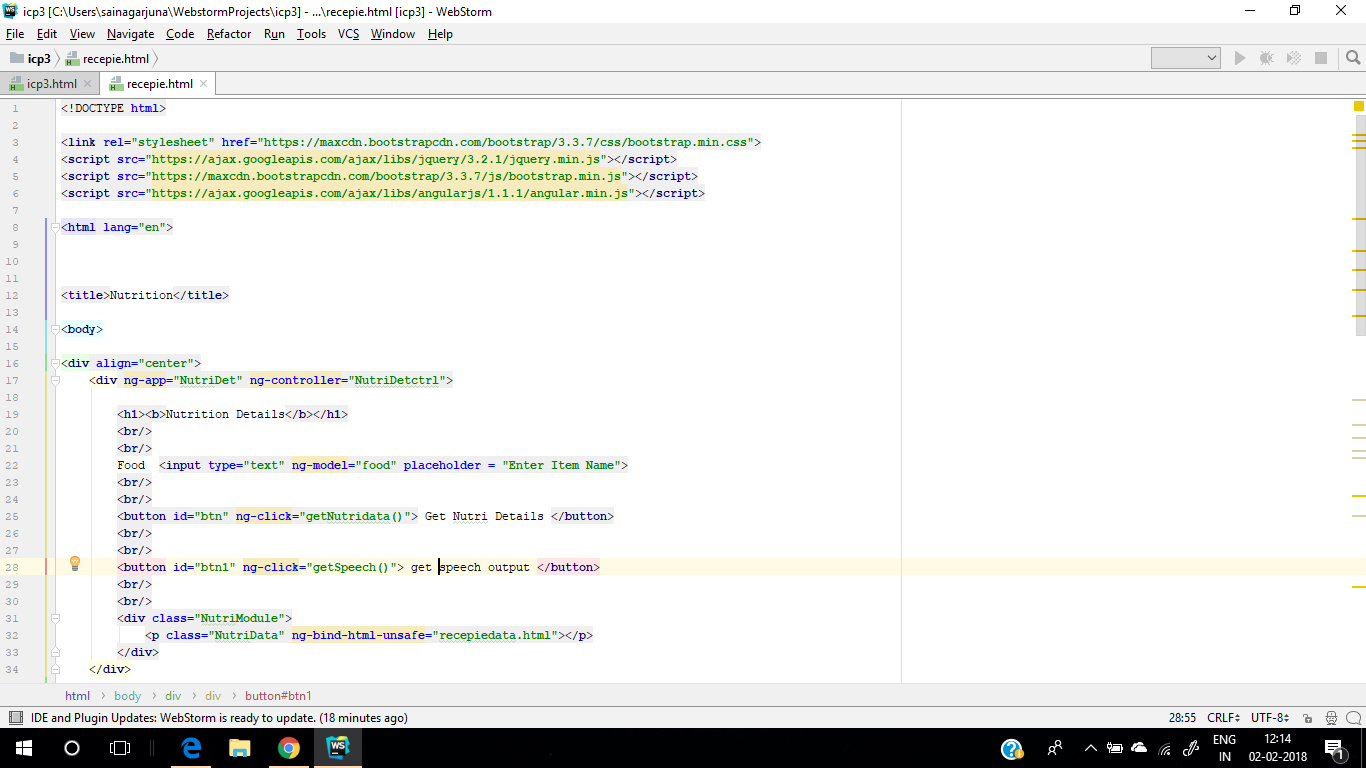 icp3 [C:\Users\sainagarjuna\WebstormProjects\icp3] - ...\recepie.html [icp3] - WebStorm
File Edit View Navigate Code Refactor Run Tools VCS Window Help
icp3 recepie.html
icp3.html recepie.html
1 <!DOCTYPE html>
2
3 <link rel="stylesheet" href="https://maxcdn.bootstrapcdn.com/bootstrap/3.3.7/css/bootstrap.min.css">
4 <script src="https://ajax.googleapis.com/ajax/libs/jquery/3.2.1/jquery.min.js"></script>
5 <script src="https://maxcdn.bootstrapcdn.com/bootstrap/3.3.7/js/bootstrap.min.js"></script>
6 <script src="https://ajax.googleapis.com/ajax/libs/angularjs/1.1.1/angular.min.js"></script>
7
8 <html lang="en">
9
10
11
12 <title>Nutrition</title>
13
14 <body>
15
16 <div align="center">
17 <div ng-app="NutriDet" ng-controller="NutriDetctrl">
18
19 <h1><b>Nutrition Details</b></h1>
20 <br/>
21 <br/>
22 Food <input type="text" ng-model="food" placeholder = "Enter Item Name">
23 <br/>
24 <br/>
25 <button id="btn" ng-click="getNutridata()"> Get Nutri Details </button>
26 <br/>
27 <br/>
28 <button id="btn1" ng-click="getSpeech()"> get speech output </button>
29 <br/>
30 <br/>
31 <div class="NutriModule">
32 <p class="NutriData" ng-bind-html-unsafe="recepiedata.html"></p>
33 </div>
34 </div>
html body div div button#btn1
IDE and Plugin Updates: WebStorm is ready to update. (18 minutes ago) 28:55 CRLF UTF-8
WS
ENG 12:14
IN 02-02-2018 1